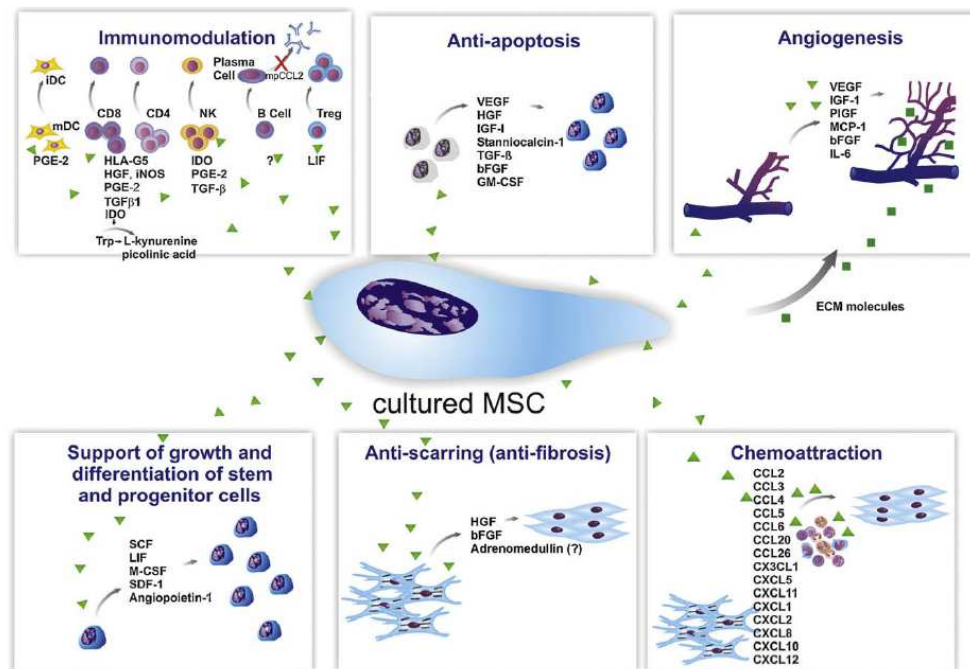 Immunomodulation
iDC
Plasma
Cell
mpCCL2
mDC
CD8
CD4
NK
B Cell
Treg
PGE-2
HLA-G5
HGF, iNOS
PGE-2
TGFβ1
IDO
IDO
PGE-2
TGF-β
?
LIF
Trp→L-kynurenine
picolinic acid
Anti-apoptosis
VEGF
HGF
IGF-I
Stanniocalcin-1
TGF-ß
bFGF
GM-CSF
Angiogenesis
VEGF
IGF-1
PIGF
MCP-1
bFGF
IL-6
ECM molecules
cultured MSC
Support of growth and
differentiation of stem
and progenitor cells
SCF
LIF
M-CSF
SDF-1
Angiopoietin-1
Anti-scarring (anti-fibrosis)
HGF
bFGF
Adrenomedullin (?)
Chemoattraction
CCL2
CCL3
CCL4
CCL5
CCL6
CCL20
CCL26
CX3CL1
CXCL5
CXCL11
CXCL1
CXCL2
CXCL8
CXCL10
CXCL12